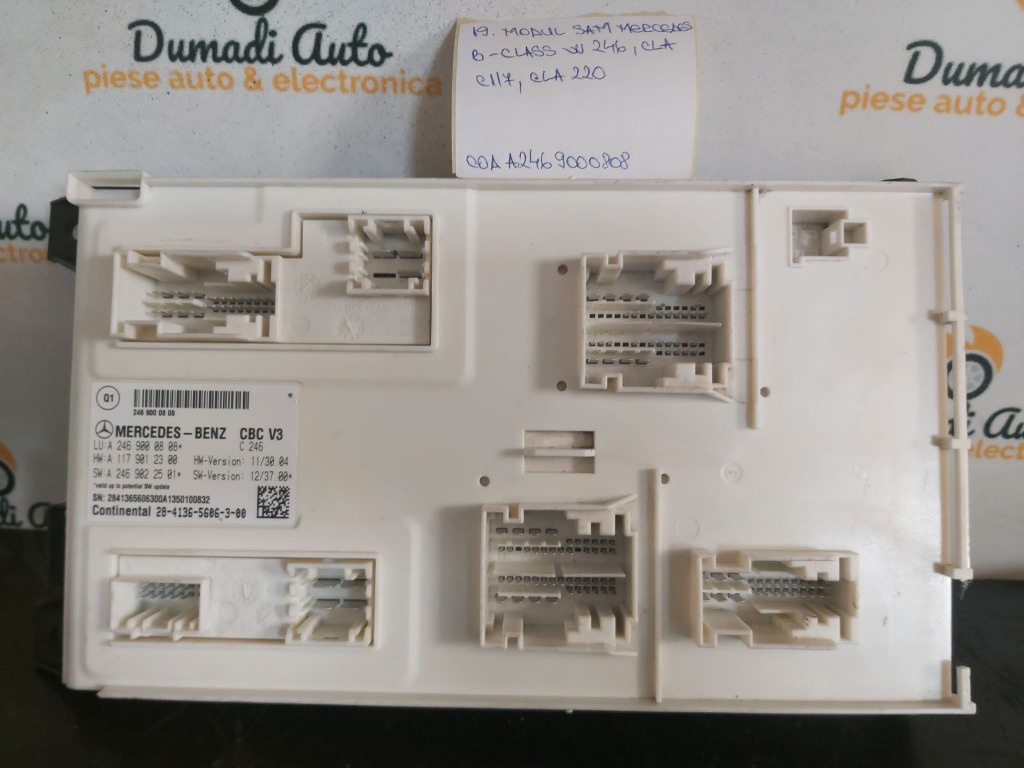 Dumadi Auto
piese auto & electronica
19. MODUL SAM MERCEDES
B-CLASS W 246, CLA
C117, CLA 220
COD A2469000808
Dumadi
piese auto &
Auto
Q1
246 900 08 08
MERCEDES-BENZ CBC V3
LU:A 246 900 08 08* C 246
HW:A 117 901 23 00 HW-Version: 11/30.04
SW:A 246 902 25 01* SW-Version: 12/37.00*
*valid up to potential SW update
SN: 2841365606300A1350100832
Continental 28-4136-5606-3-00